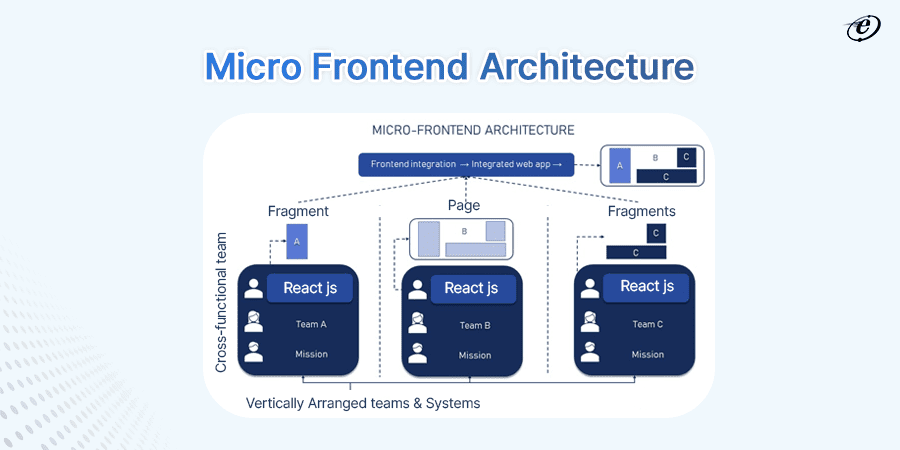 e
Micro Frontend Architecture
MICRO-FRONTEND ARCHITECTURE
Frontend integration → Integrated web app →
A
B
C
C
Fragment
Page
Fragments
A
B
C
C
Cross-functional team
React js
Team A
Mission
React js
Team B
Mission
React js
Team C
Mission
Vertically Arranged teams & Systems